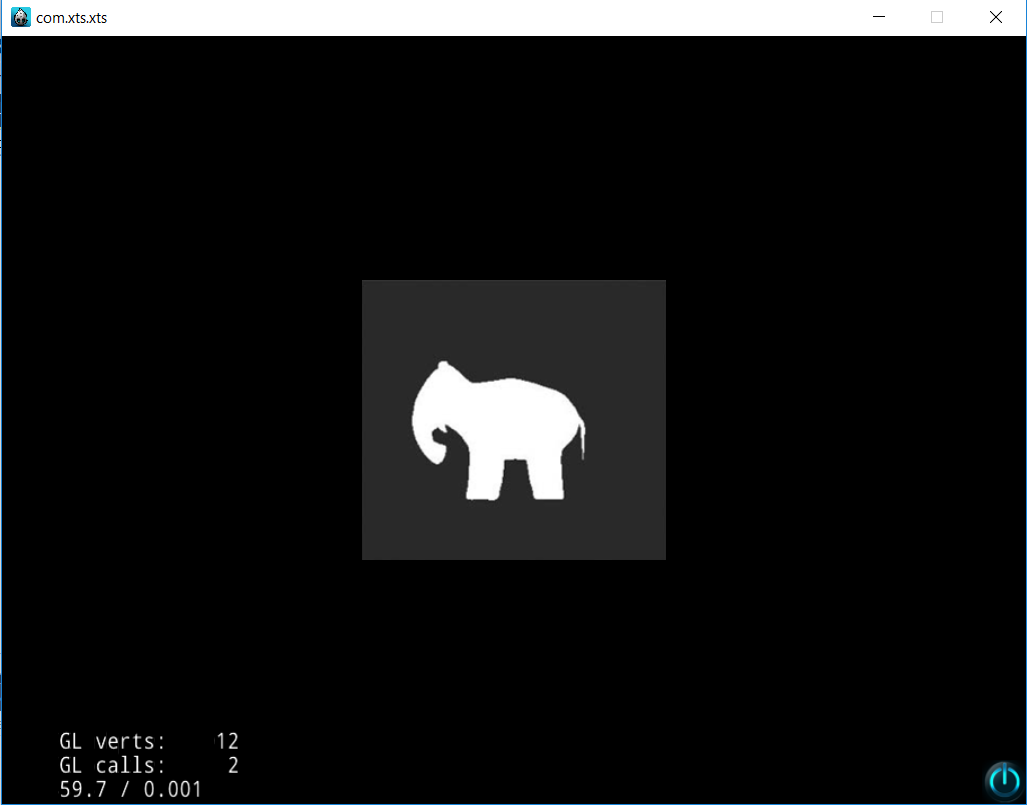 com.xts.xts
GL verts: 12
GL calls: 2
59.7 / 0.001